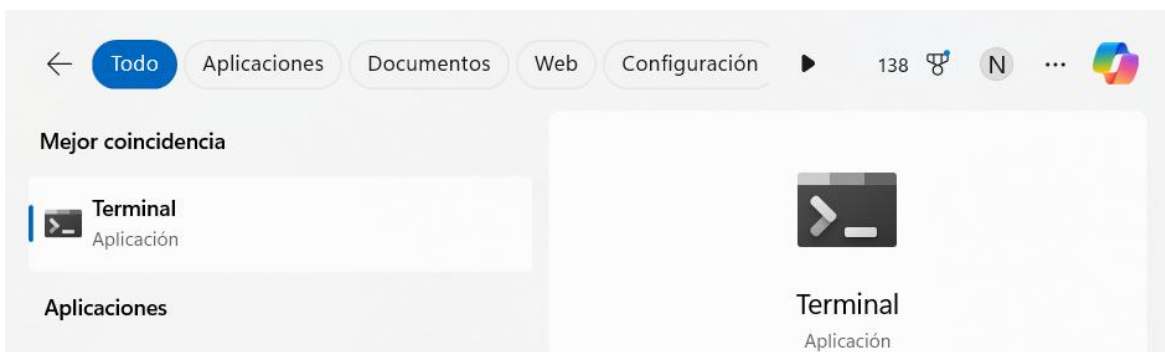 Todo Aplicaciones Documentos Web Configuración 138 N ...
Mejor coincidencia
Terminal
Aplicación
Aplicaciones
Terminal
Aplicación